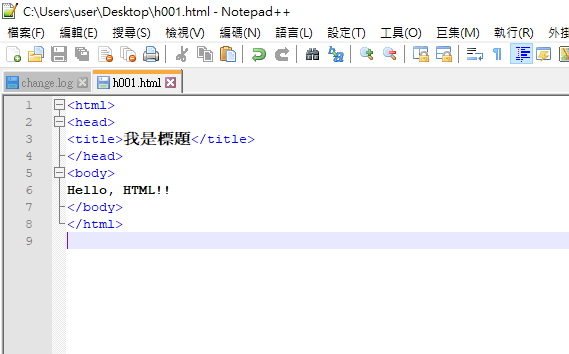 C:\Users\user\Desktop\h001.html - Notepad++
檔案(F) 編輯(E) 搜尋(S) 檢視(V) 編碼(N) 語言(L) 設定(T) 工具(O) 巨集(M) 執行(R) 外掛
change.log h001.html
1 <html>
2 <head>
3 <title>我是標題</title>
4 </head>
5 <body>
6 Hello, HTML!!
7 </body>
8 </html>
9